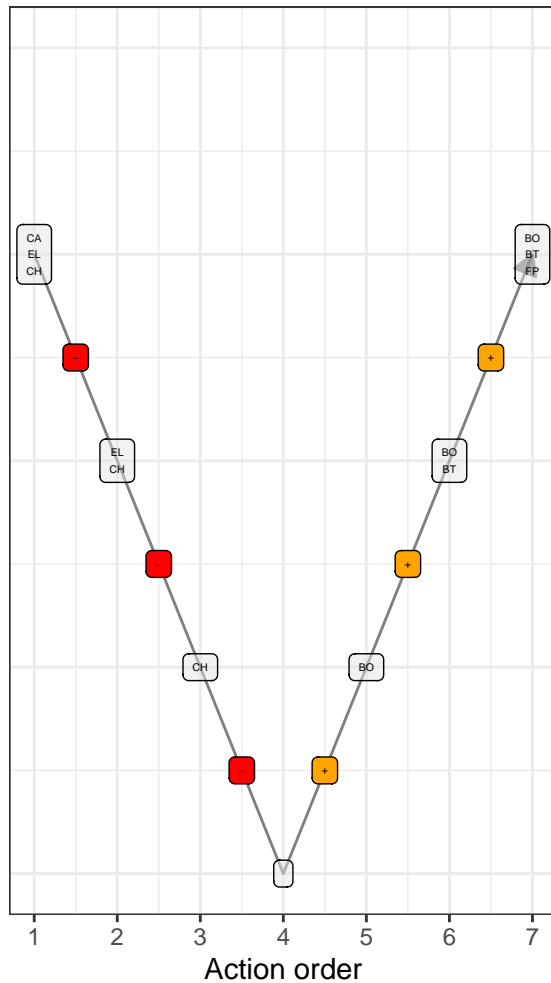 CA
EL
CH
BO
BT
FP
–
+
EL
CH
BO
BT
–
+
CH
BO
–
+
1 2 3 4 5 6 7
Action order